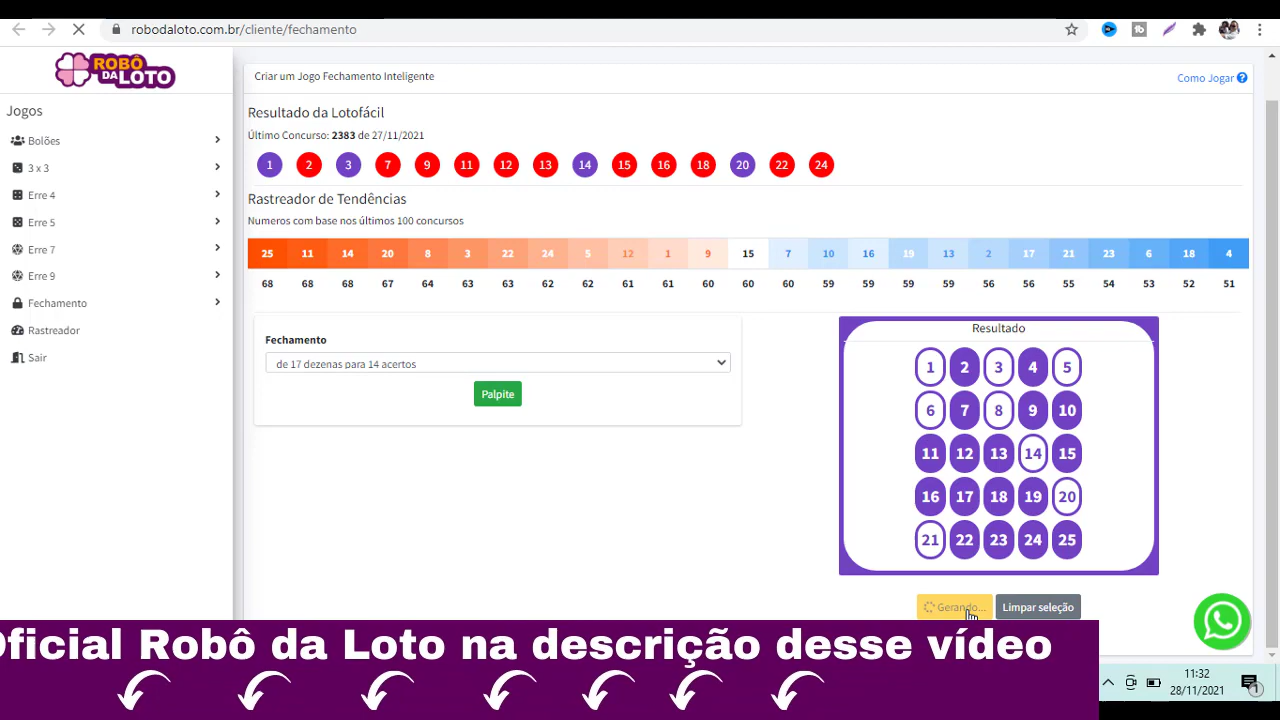 robodaloto.com.br/cliente/fechamento
ROBÔ
DA LOTO
Criar um Jogo Fechamento Inteligente
Como Jogar ?
Jogos
Bolões
3 x 3
Erre 4
Erre 5
Erre 7
Erre 9
Fechamento
Rastreador
Sair
Resultado da Lotofácil
Último Concurso: 2383 de 27/11/2021
1 2 3 7 9 11 12 13 14 15 16 18 20 22 24
Rastreador de Tendências
Numeros com base nos últimos 100 concursos
25 11 14 20 8 3 22 24 5 12 1 9 15 7 10 16 19 13 2 17 21 23 6 18 4
68 68 68 67 64 63 63 62 62 61 61 60 60 60 59 59 59 59 56 56 55 54 53 52 51
Fechamento
de 17 dezenas para 14 acertos
Palpite
Resultado
1 2 3 4 5
6 7 8 9 10
11 12 13 14 15
16 17 18 19 20
21 22 23 24 25
Gerando...
Limpar seleção
Oficial Robô da Loto na descrição desse vídeo
11:32
28/11/2021
1